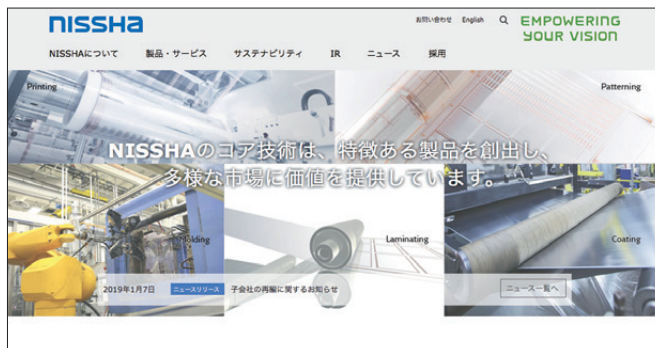 NISSHA
お問い合わせ English
EMPOWERING
YOUR VISION
NISSHAについて 製品・サービス サステナビリティ IR ニュース 採用
Printing
Patterning
NISSHAのコア技術は、特徴ある製品を創出し、
多様な市場に価値を提供しています。
Molding
Laminating
Coating
2019年1月7日 ニュースリリース 子会社の再編に関するお知らせ
ニュース一覧へ